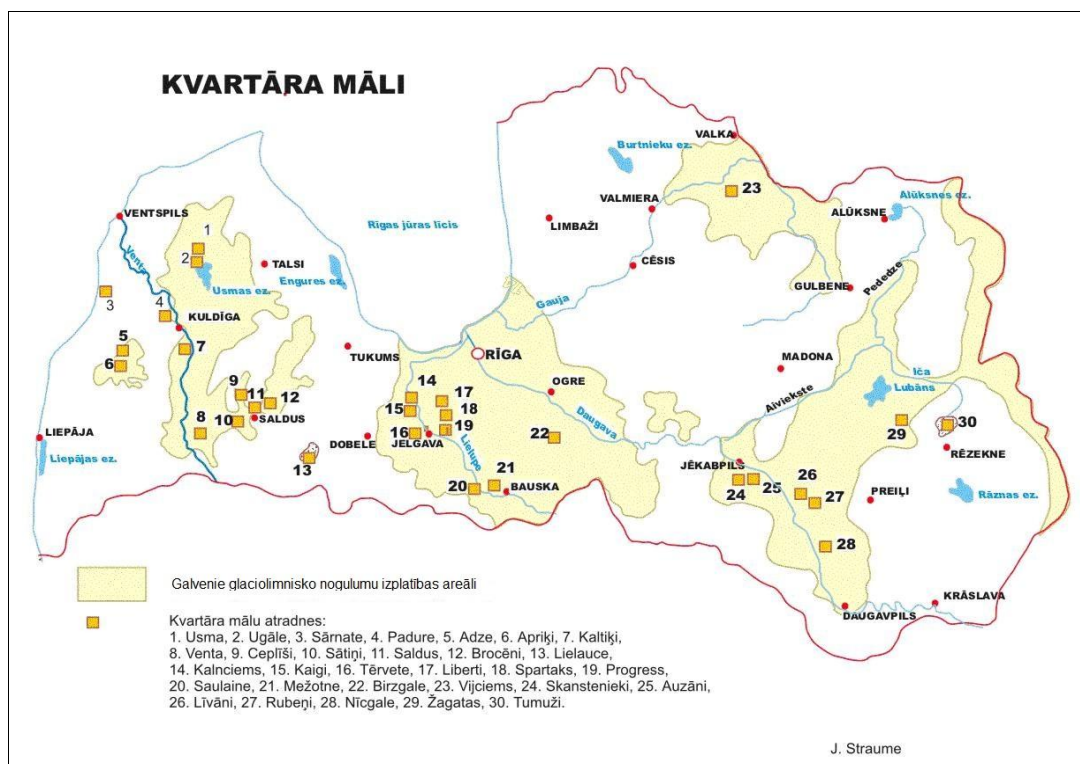 KVARTĀRA MĀLI
VALKA
Burtnieku ez.
23
VALMIERA
Alūksnes ez.
ALŪKSNE
VENTSPILS
LIMBAŽI
Rīgas jūras līcis
1
2
TALSI
Usmas ez.
Engures ez.
Venta
CĒSIS
Pededze
GULBENE
3
4
Gauja
KULDĪGA
5
6
7
TUKUMS
RĪGA
MADONA
Iča
Lubāns
OGRE
Aiviekste
9
11
12
10
SALDUS
8
14
15
17
18
19
16
JELGAVA
DOBELE
Lielupe
Daugava
22
29
30
RĒZEKNE
LIEPĀJA
Liepājas ez.
13
JĒKABPILS
24
25
26
27
PREIĻI
Rāznas ez.
20
21
BAUSKA
28
KRĀSLAVA
DAUGAVPILS
Galvenie glaciolimnisko nogulumu izplatības areāli
Kvartāra mālu atradnes:
1. Usma, 2. Ugāle, 3. Sārnate, 4. Padure, 5. Adze, 6. Apriķi, 7. Kaltiķi,
8. Venta, 9. Ceplīši, 10. Sātiņi, 11. Saldus, 12. Brocēni, 13. Lielauce,
14. Kalnciems, 15. Kaigi, 16. Tērvete, 17. Liberti, 18. Spartaks, 19. Progress,
20. Saulaine, 21. Mežotne, 22. Birzgale, 23. Vijciems, 24. Skanstenieki, 25. Auzāni,
26. Līvāni, 27. Rubeņi, 28. Nīcgale, 29. Žagatas, 30. Tumuži.
J. Straume